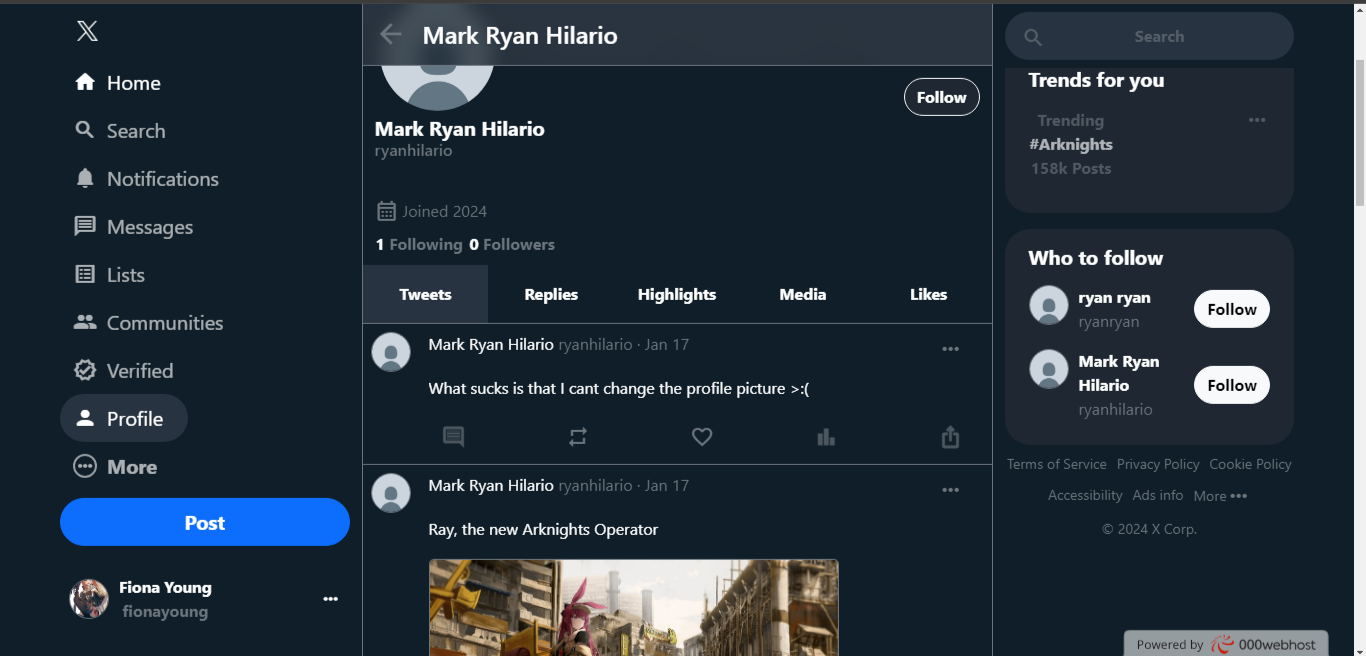 Home
Search
Notifications
Messages
Lists
Communities
Verified
Profile
More
Post
Fiona Young
fionayoung
Mark Ryan Hilario
Follow
Mark Ryan Hilario
ryanhilario
Joined 2024
1 Following 0 Followers
Tweets Replies Highlights Media Likes
Mark Ryan Hilario ryanhilario · Jan 17
What sucks is that I cant change the profile picture >:(
Mark Ryan Hilario ryanhilario · Jan 17
Ray, the new Arknights Operator
Search
Trends for you
Trending
#Arknights
158k Posts
Who to follow
ryan ryan
ryanryan
Follow
Mark Ryan
Hilario
ryanhilario
Follow
Terms of Service Privacy Policy Cookie Policy
Accessibility Ads info More
© 2024 X Corp.
Powered by 000webhost